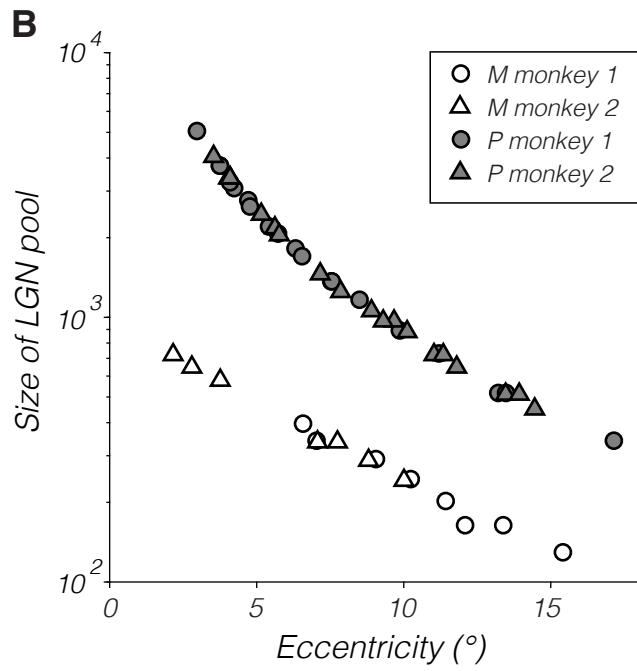 B
10^4
M monkey 1
M monkey 2
P monkey 1
P monkey 2
Size of LGN pool
10^3
10^2
0 5 10 15
Eccentricity (°)